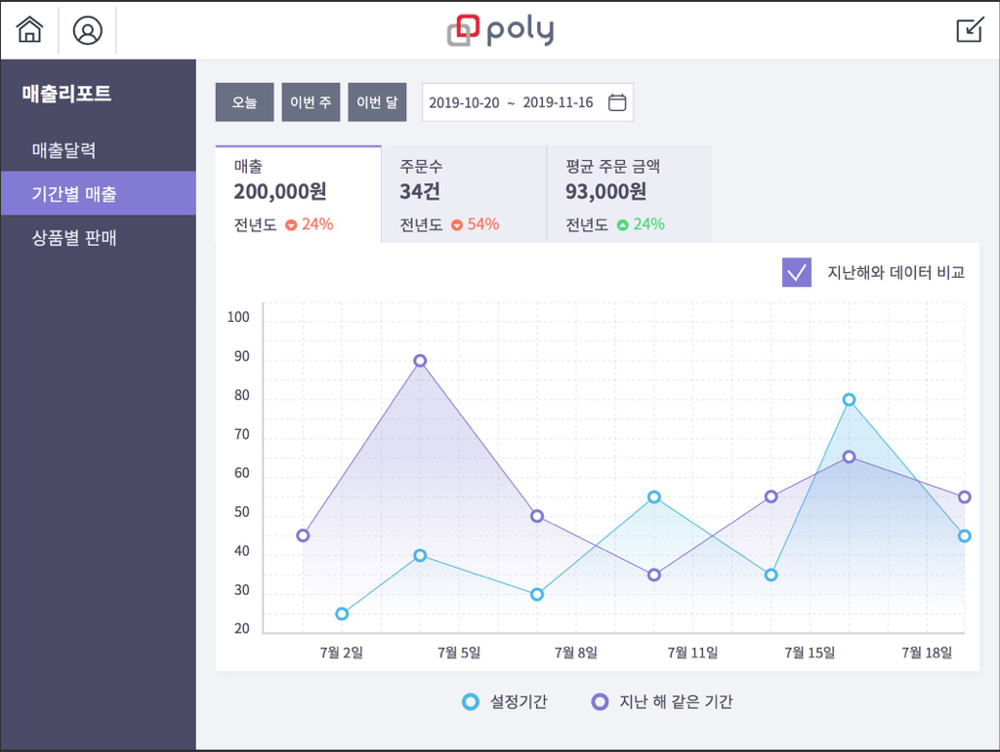 poly
매출리포트
매출달력
기간별 매출
상품별 판매
오늘
이번 주
이번 달
2019-10-20 ~ 2019-11-16
매출
200,000원
전년도 24%
주문수
34건
전년도 54%
평균 주문 금액
93,000원
전년도 24%
지난해와 데이터 비교
100
90
80
70
60
50
40
30
20
7월 2일
7월 5일
7월 8일
7월 11일
7월 15일
7월 18일
설정기간
지난 해 같은 기간